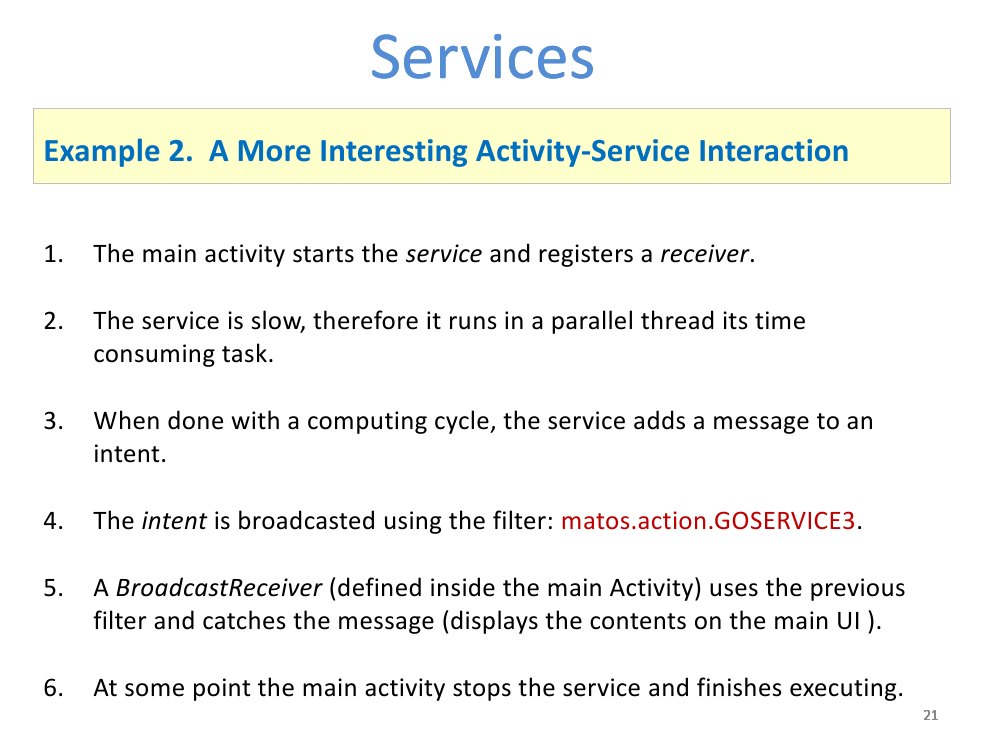 Services
Example 2.  A More Interesting Activity-Service Interaction
1. The main activity starts the service and registers a receiver.
2. The service is slow, therefore it runs in a parallel thread its time
consuming task.
3. When done with a computing cycle, the service adds a message to an
intent.
4. The intent is broadcasted using the filter: matos.action.GOSERVICE3.
5. A BroadcastReceiver (defined inside the main Activity) uses the previous
filter and catches the message (displays the contents on the main UI ).
6. At some point the main activity stops the service and finishes executing.
21